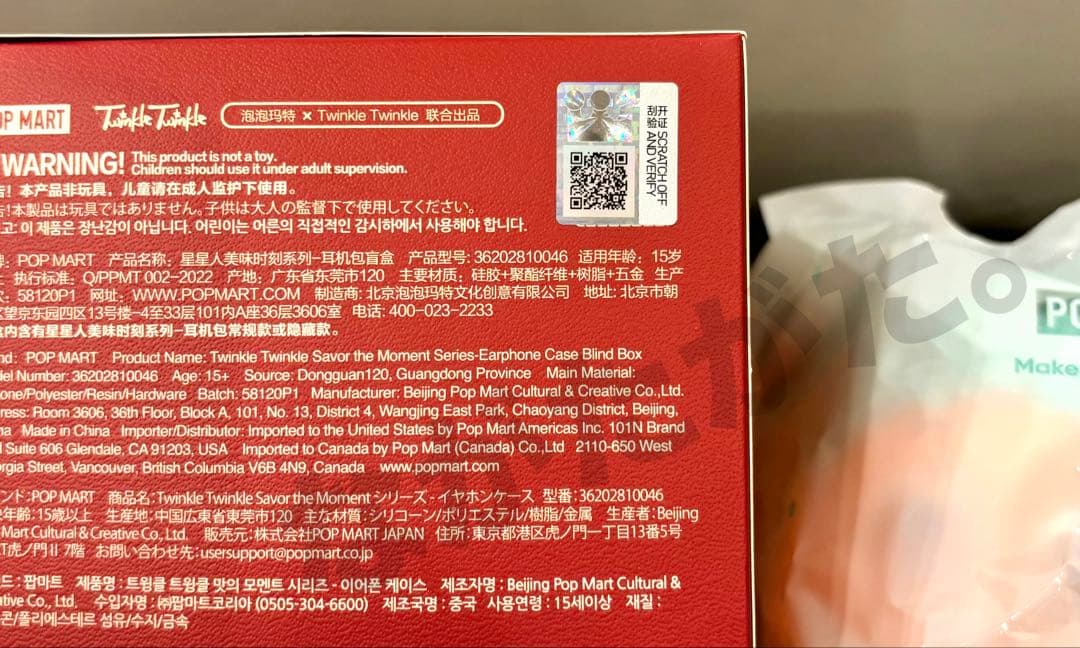 POP MART Twinkle Twinkle 泡泡玛特 × Twinkle Twinkle 联合出品
开证 SCRATCH OFF
刮验 AND VERIFY
WARNING! This product is not a toy.
Children should use it under adult supervision.
告! 本产品非玩具，儿童请在成人监护下使用。
告!本製品は玩具ではありません。子供は大人の監督下で使用してください。
고: 이 제품은 장난감이 아닙니다. 어린이는 어른의 직접적인 감시하에서 사용해야 합니다.
牌: POP MART 产品名称: 星星人美味时刻系列-耳机包盲盒 产品型号: 36202810046 适用年龄: 15岁
上 执行标准: Q/PPMT 002-2022 产地: 广东省东莞市120 主要材质: 硅胶+聚酯纤维+树脂+五金 生产
次: 58120P1 网址: WWW.POPMART.COM 制造商: 北京泡泡玛特文化创意有限公司 地址: 北京市朝
区望京东园四区13号楼-4至33层101内A座36层3606室 电话: 400-023-2233
盒内含有星星人美味时刻系列-耳机包常规款或隐藏款。
nd: POP MART Product Name: Twinkle Twinkle Savor the Moment Series-Earphone Case Blind Box
del Number: 36202810046 Age: 15+ Source: Dongguan120, Guangdong Province Main Material:
one/Polyester/Resin/Hardware Batch: 58120P1 Manufacturer: Beijing Pop Mart Cultural & Creative Co.,Ltd.
ress: Room 3606, 36th Floor, Block A, 101, No. 13, District 4, Wangjing East Park, Chaoyang District, Beijing,
na Made in China Importer/Distributor: Imported to the United States by Pop Mart Americas Inc. 101N Brand
d Suite 606 Glendale, CA 91203, USA Imported to Canada by Pop Mart (Canada) Co.,Ltd 2110-650 West
orgia Street, Vancouver, British Columbia V6B 4N9, Canada www.popmart.com
ンド:POP MART 商品名:Twinkle Twinkle Savor the Moment シリーズ - イヤホンケース 型番:36202810046
年齢:15歳以上 生産地:中国広東省東莞市120 主な材質:シリコーン/ポリエステル/樹脂/金属 生産者:Beijing
Mart Cultural & Creative Co., Ltd. 販売元:株式会社POP MART JAPAN 住所:東京都港区虎ノ門一丁目13番5号
T虎ノ門II 7階 お問い合わせ先:usersupport@popmart.co.jp
드 : 팝마트 제품명 : 트윙클 트윙클 맛의 모멘트 시리즈 - 이어폰 케이스 제조자명 : Beijing Pop Mart Cultural &
ative Co., Ltd. 수입자명 : ㈜팝마트코리아 (0505-304-6600) 제조국명 : 중국 사용연령 : 15세이상 재질 :
콘/폴리에스테르 섬유/수지/금속
PO
Make
がた。